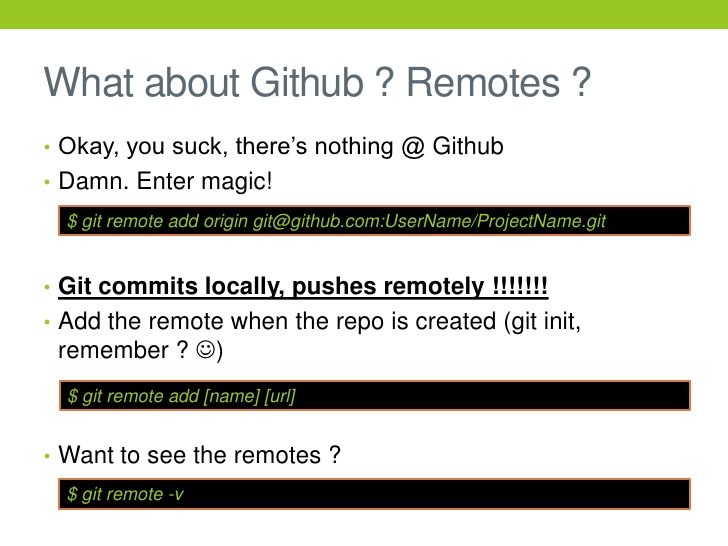 What about Github ? Remotes ?
• Okay, you suck, there’s nothing @ Github
• Damn. Enter magic!
$ git remote add origin git@github.com:UserName/ProjectName.git
• Git commits locally, pushes remotely !!!!!!!
• Add the remote when the repo is created (git init,
remember ? ☺)
$ git remote add [name] [url]
• Want to see the remotes ?
$ git remote -v